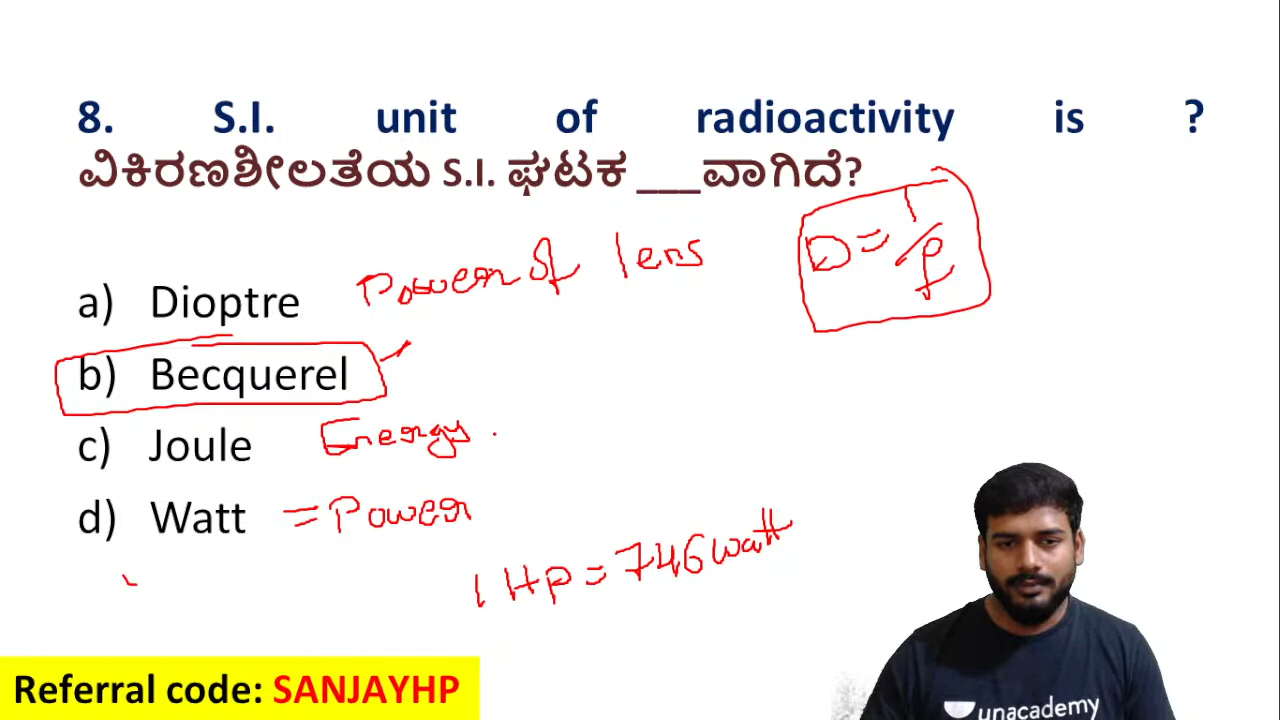 8. S.I. unit of radioactivity is ?
ವಿಕಿರಣಶೀಲತೆಯ S.I. ಘಟಕ ___ವಾಗಿದೆ?
D = 1/f
a) Dioptre Power of lens
b) Becquerel
c) Joule Energy.
d) Watt = Power
1 HP = 746 watt
Referral code: SANJAYHP
unacademy